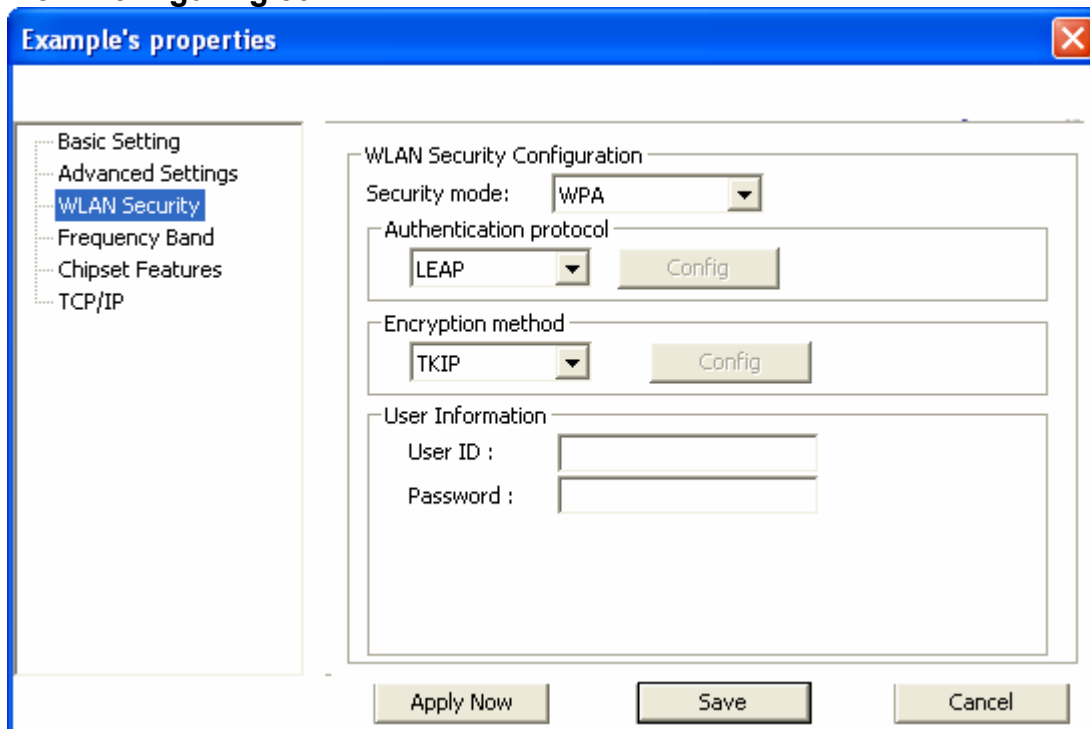 Example's properties
Basic Setting
Advanced Settings
WLAN Security
Frequency Band
Chipset Features
TCP/IP
WLAN Security Configuration
Security mode: WPA
Authentication protocol
LEAP Config
Encryption method
TKIP Config
User Information
User ID :
Password :
Apply Now Save Cancel